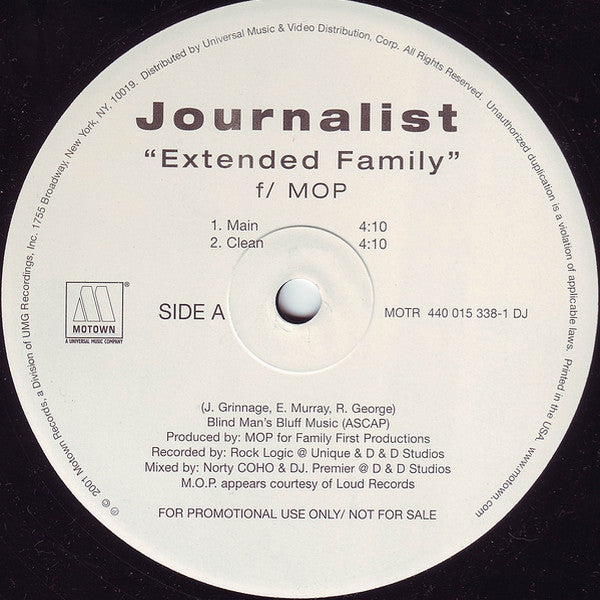 Journalist
“Extended Family”
f/ MOP
1. Main 4:10
2. Clean 4:10
MOTOWN®
A UNIVERSAL MUSIC COMPANY
SIDE A
MOTR 440 015 338-1 DJ
(J. Grinnage, E. Murray, R. George)
Blind Man's Bluff Music (ASCAP)
Produced by: MOP for Family First Productions
Recorded by: Rock Logic @ Unique & D & D Studios
Mixed by: Norty COHO & DJ. Premier @ D & D Studios
M.O.P. appears courtesy of Loud Records
FOR PROMOTIONAL USE ONLY/ NOT FOR SALE
℗ © 2001 Motown Records, a Division of UMG Recordings, Inc. 1755 Broadway, New York, NY, 10019. Distributed by Universal Music & Video Distribution, Corp. All Rights Reserved. Unauthorized duplication is a violation of applicable laws. Printed in the USA. www.motown.com